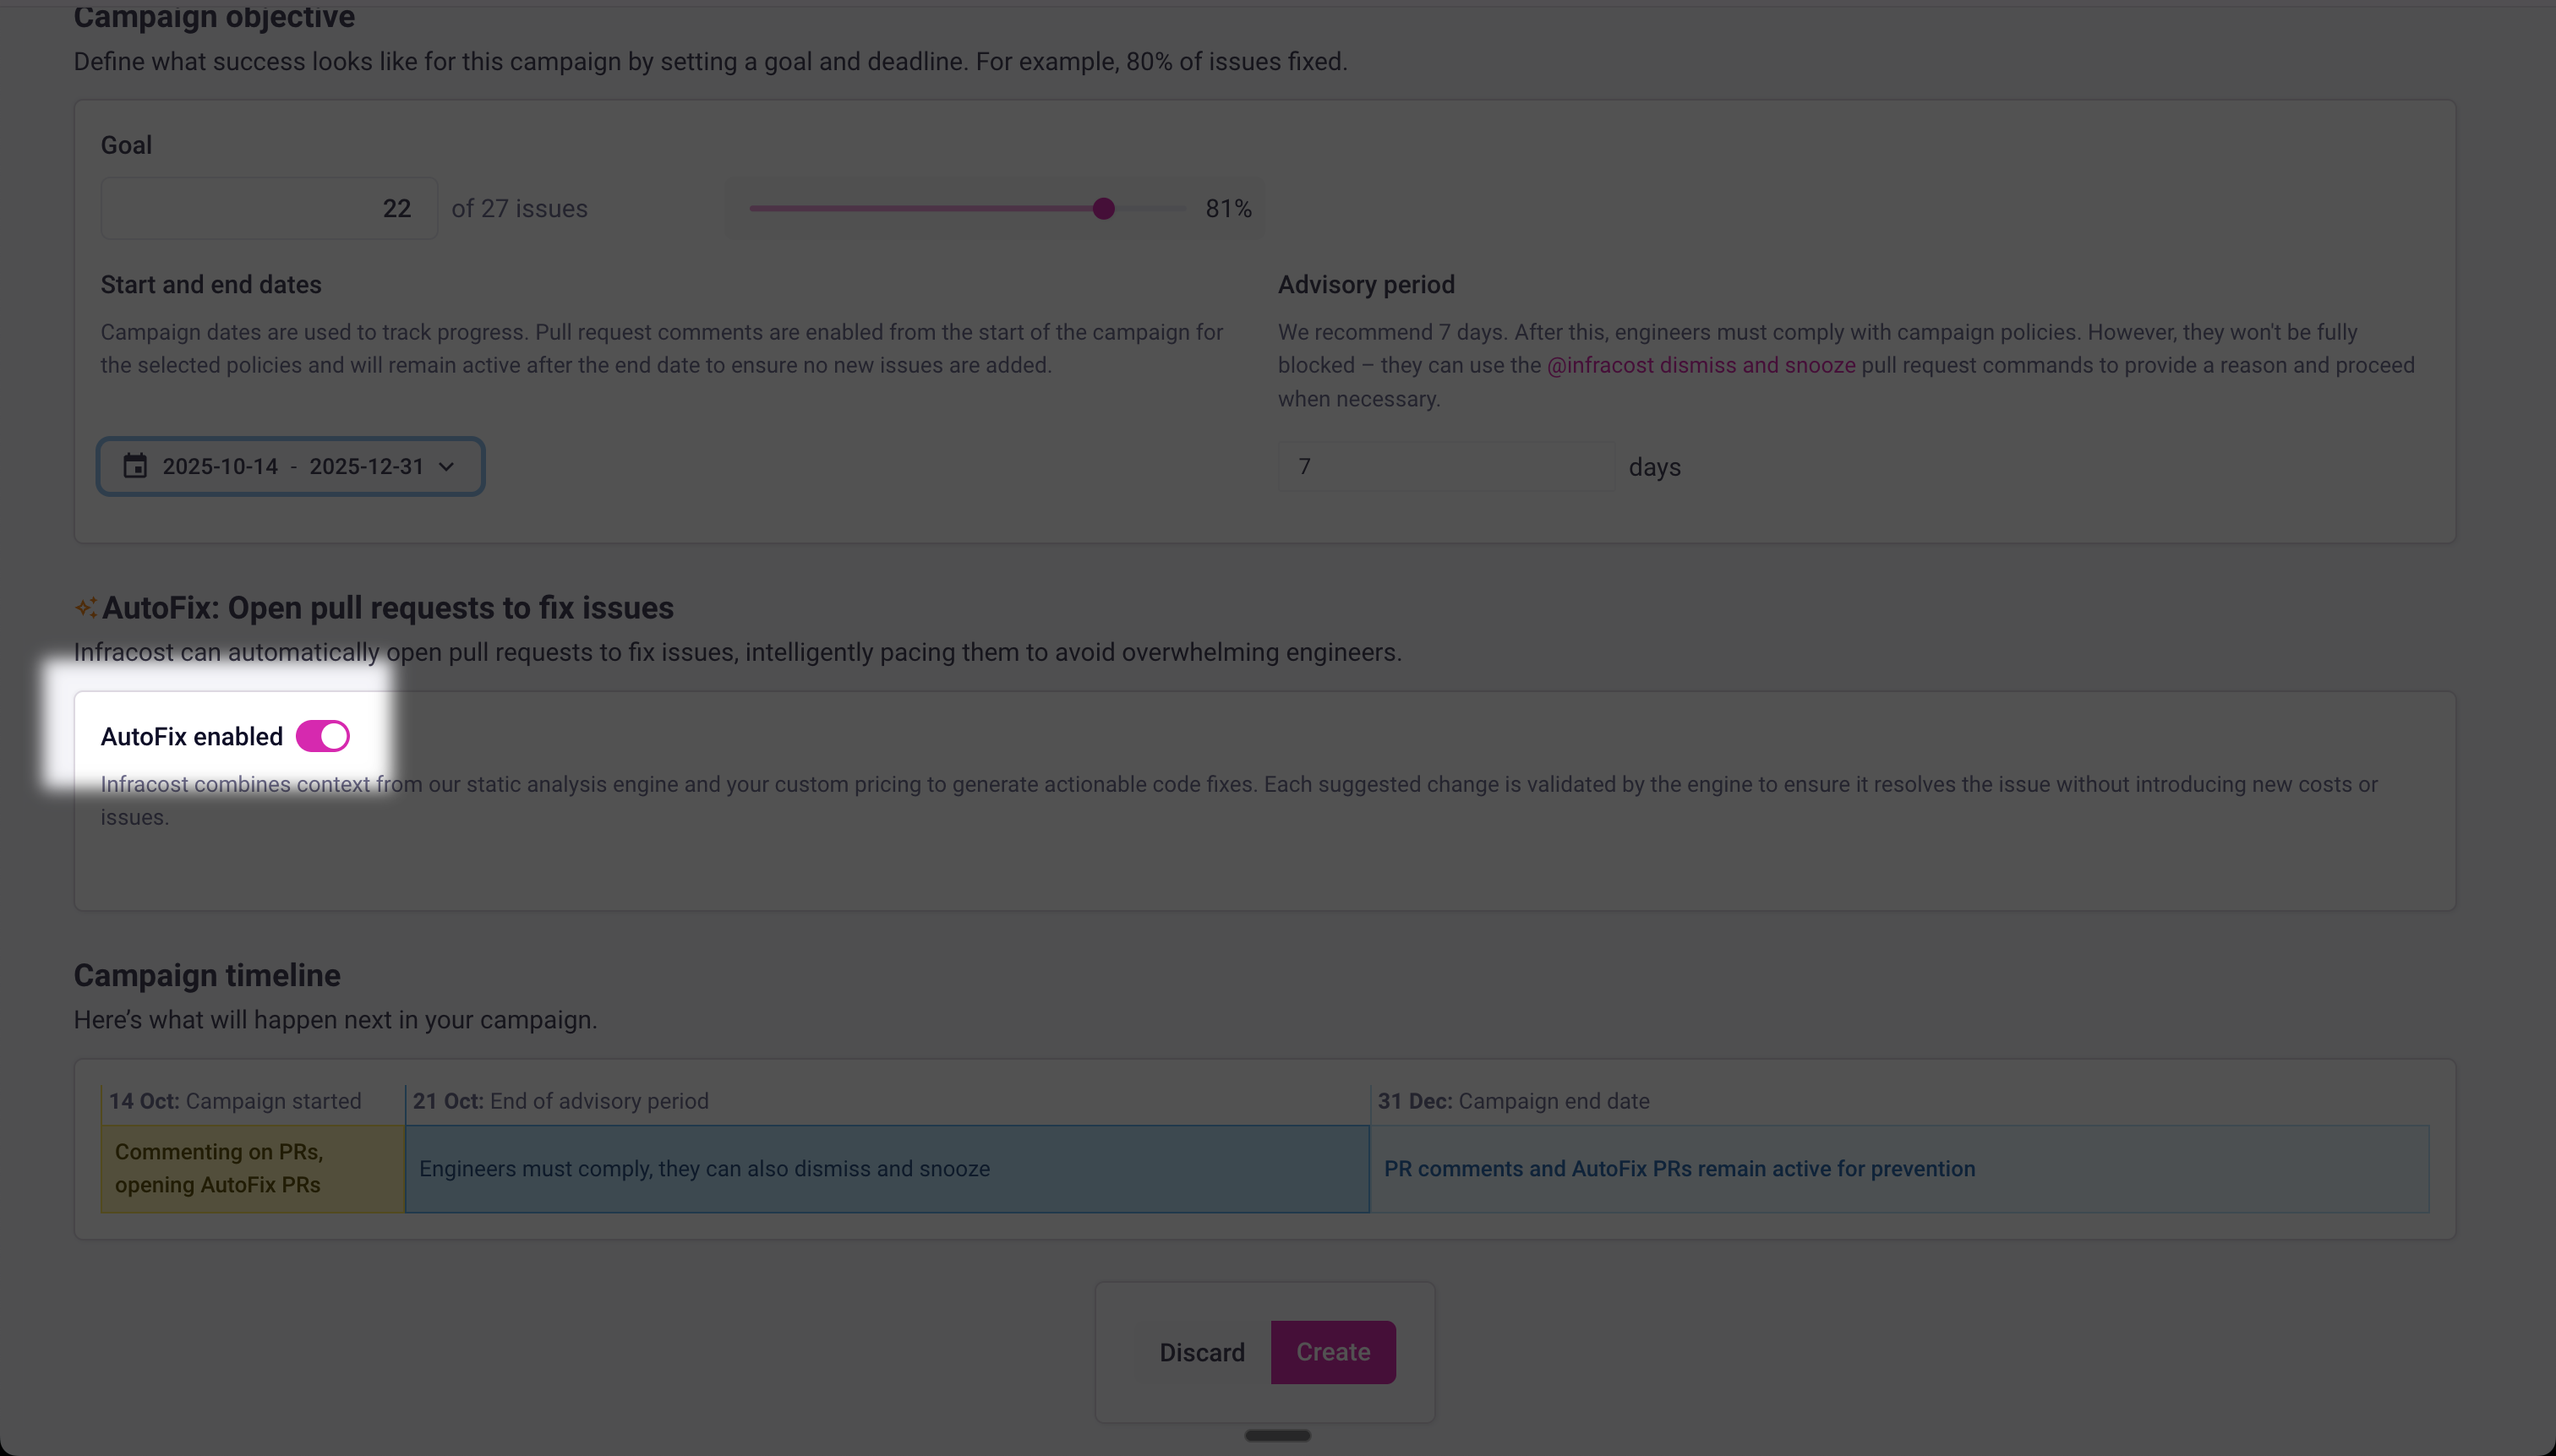 Campaign objective
Define what success looks like for this campaign by setting a goal and deadline. For example, 80% of issues fixed.
Goal
22 of 27 issues 81%
Start and end dates
Campaign dates are used to track progress. Pull request comments are enabled from the start of the campaign for
the selected policies and will remain active after the end date to ensure no new issues are added.
2025-10-14 - 2025-12-31
Advisory period
We recommend 7 days. After this, engineers must comply with campaign policies. However, they won't be fully
blocked – they can use the @infracost dismiss and snooze pull request commands to provide a reason and proceed
when necessary.
7 days
AutoFix: Open pull requests to fix issues
Infracost can automatically open pull requests to fix issues, intelligently pacing them to avoid overwhelming engineers.
AutoFix enabled
Infracost combines context from our static analysis engine and your custom pricing to generate actionable code fixes. Each suggested change is validated by the engine to ensure it resolves the issue without introducing new costs or
issues.
Campaign timeline
Here’s what will happen next in your campaign.
14 Oct: Campaign started
21 Oct: End of advisory period
31 Dec: Campaign end date
Commenting on PRs,
opening AutoFix PRs
Engineers must comply, they can also dismiss and snooze
PR comments and AutoFix PRs remain active for prevention
Discard
Create